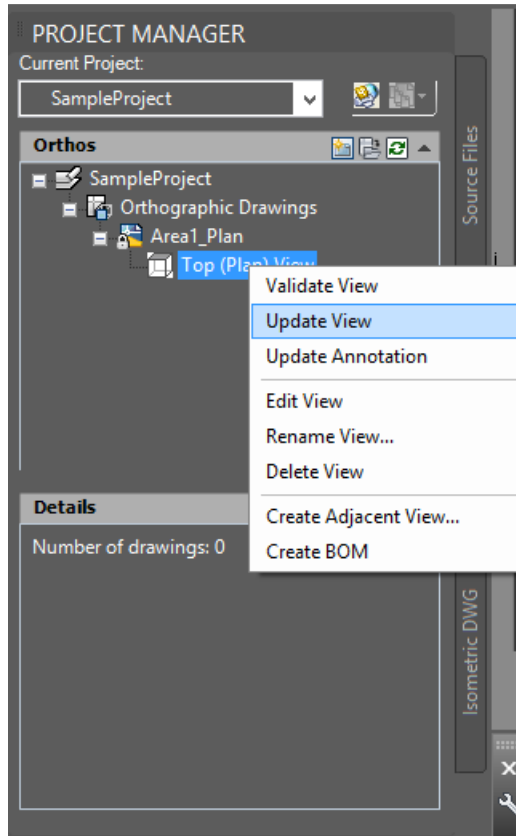 PROJECT MANAGER
Current Project:
SampleProject
Orthos
SampleProject
Orthographic Drawings
Area1_Plan
Top (Plan) View
Validate View
Update View
Update Annotation
Edit View
Rename View...
Delete View
Create Adjacent View...
Create BOM
Details
Number of drawings: 0
Source Files
Isometric DWG